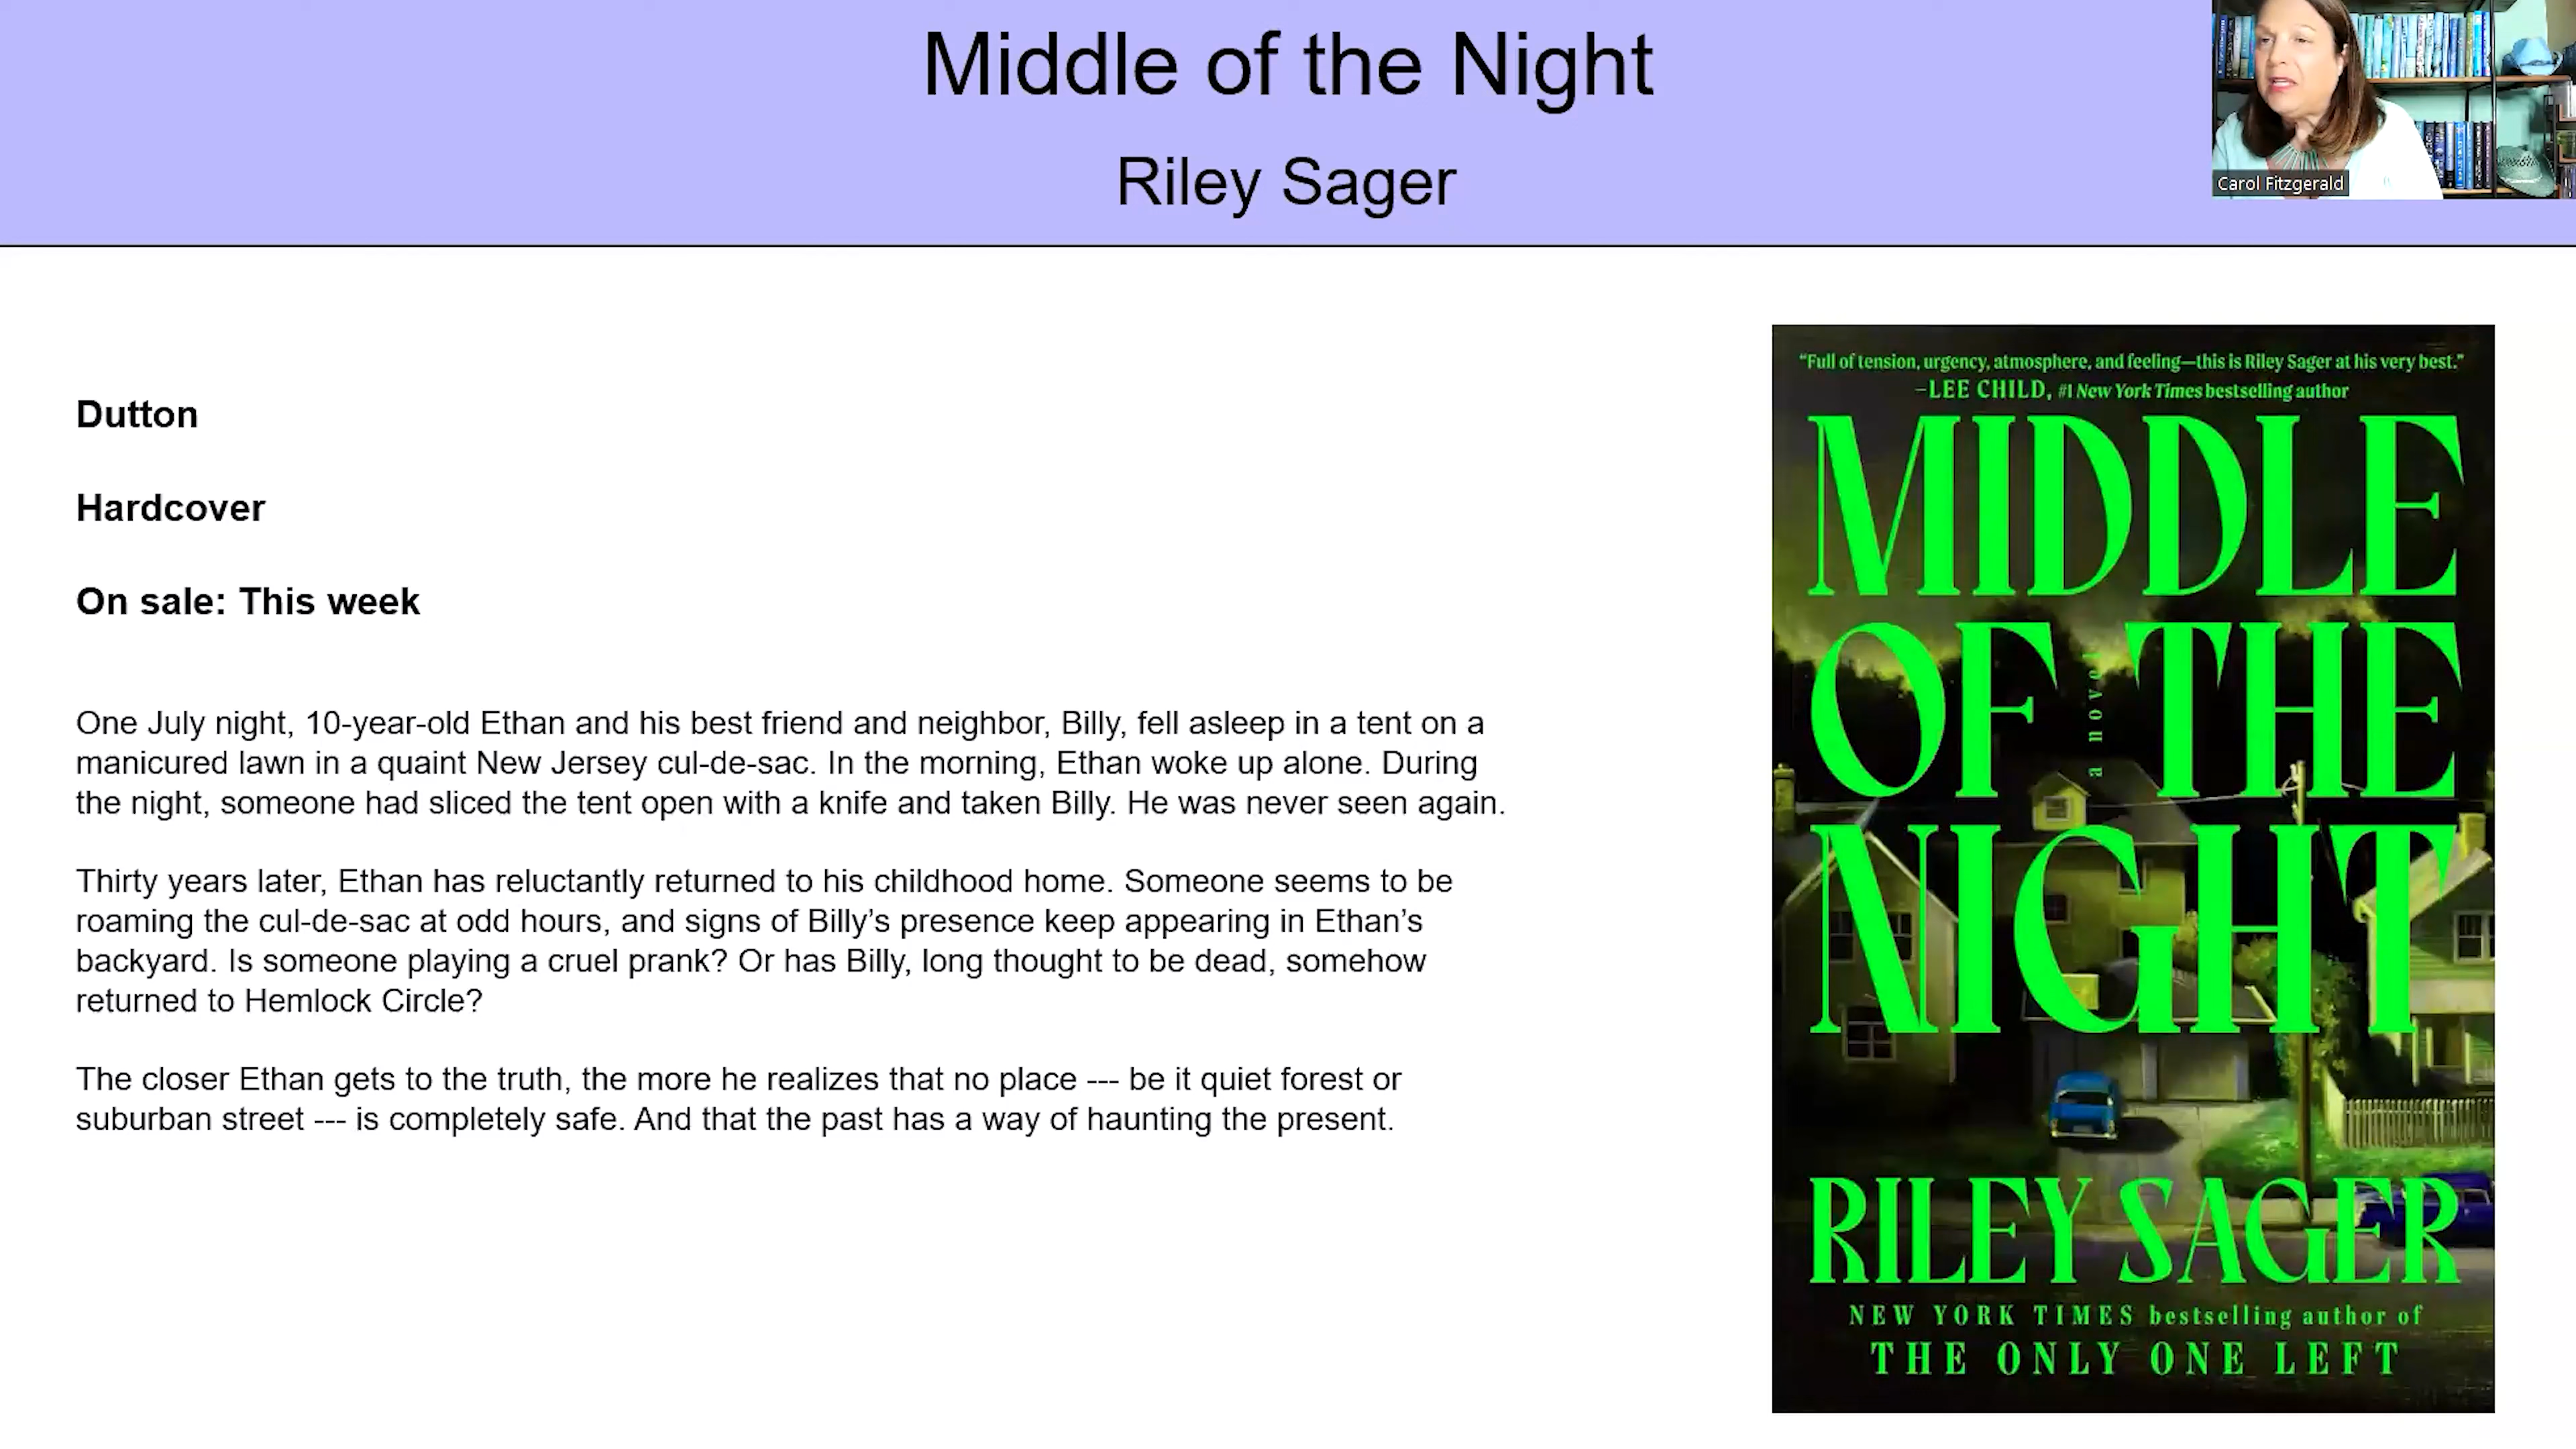 Middle of the Night
Riley Sager
Carol Fitzgerald
Dutton
Hardcover
On sale: This week
One July night, 10-year-old Ethan and his best friend and neighbor, Billy, fell asleep in a tent on a
manicured lawn in a quaint New Jersey cul-de-sac. In the morning, Ethan woke up alone. During
the night, someone had sliced the tent open with a knife and taken Billy. He was never seen again.
Thirty years later, Ethan has reluctantly returned to his childhood home. Someone seems to be
roaming the cul-de-sac at odd hours, and signs of Billy’s presence keep appearing in Ethan’s
backyard. Is someone playing a cruel prank? Or has Billy, long thought to be dead, somehow
returned to Hemlock Circle?
The closer Ethan gets to the truth, the more he realizes that no place --- be it quiet forest or
suburban street --- is completely safe. And that the past has a way of haunting the present.
“Full of tension, urgency, atmosphere, and feeling—this is Riley Sager at his very best.”
—LEE CHILD, #1 New York Times bestselling author
MIDDLE
OF THE
a novel
NIGHT
RILEY SAGER
NEW YORK TIMES bestselling author of
THE ONLY ONE LEFT